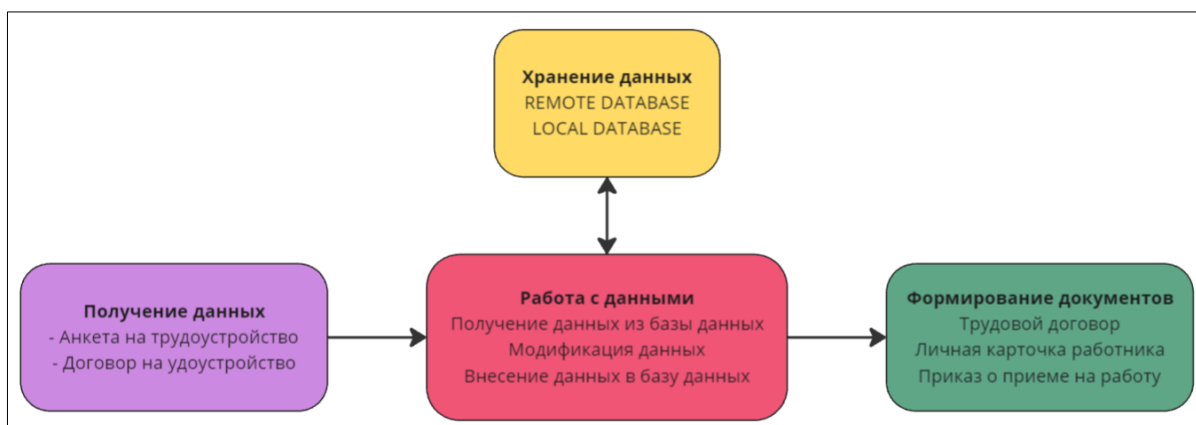 Хранение данных
REMOTE DATABASE
LOCAL DATABASE
Получение данных
- Анкета на трудоустройство
- Договор на удоустройство
Работа с данными
Получение данных из базы данных
Модификация данных
Внесение данных в базу данных
Формирование документов
Трудовой договор
Личная карточка работника
Приказ о приеме на работу